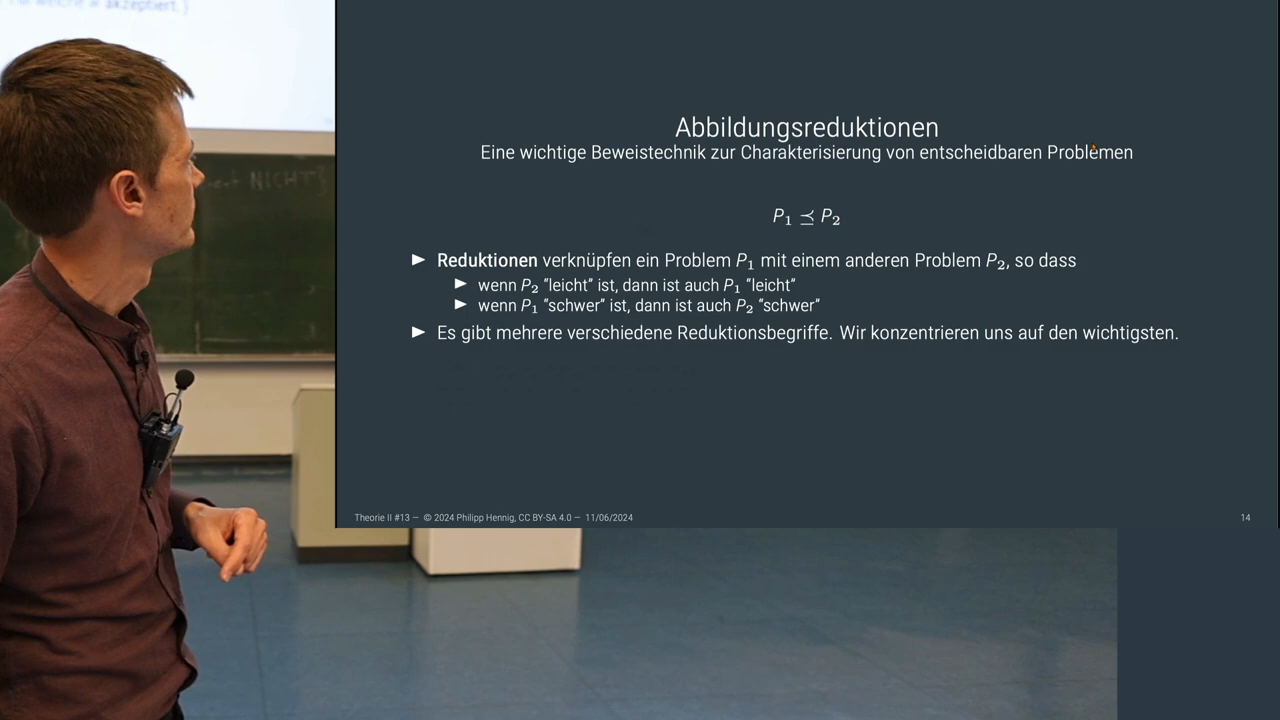 akzeptiert.}
NICHT
Abbildungsreduktionen
Eine wichtige Beweistechnik zur Charakterisierung von entscheidbaren Problemen
P₁ ⪯ P₂
► Reduktionen verknüpfen ein Problem P₁ mit einem anderen Problem P₂, so dass
► wenn P₂ “leicht” ist, dann ist auch P₁ “leicht”
► wenn P₁ “schwer” ist, dann ist auch P₂ “schwer”
► Es gibt mehrere verschiedene Reduktionsbegriffe. Wir konzentrieren uns auf den wichtigsten.
Theorie II #13 — © 2024 Philipp Hennig, CC BY-SA 4.0 — 11/06/2024
14